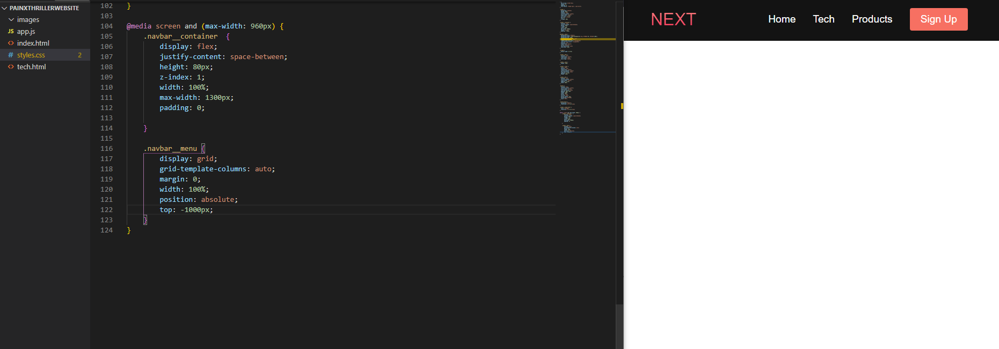 PAINXTHRILLERWEBSITE
images
JS app.js
<> index.html
# styles.css 2
<> tech.html
102 }
103
104 @media screen and (max-width: 960px) {
105 .navbar__container {
106 display: flex;
107 justify-content: space-between;
108 height: 80px;
109 z-index: 1;
110 width: 100%;
111 max-width: 1300px;
112 padding: 0;
113
114 }
115
116 .navbar__menu {
117 display: grid;
118 grid-template-columns: auto;
119 margin: 0;
120 width: 100%;
121 position: absolute;
122 top: -1000px;
123 }
124 }
NEXT Home Tech Products Sign Up